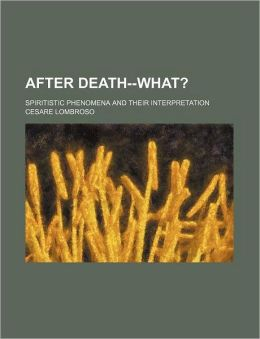 AFTER DEATH--WHAT?
SPIRITISTIC PHENOMENA AND THEIR INTERPRETATION
CESARE LOMBROSO